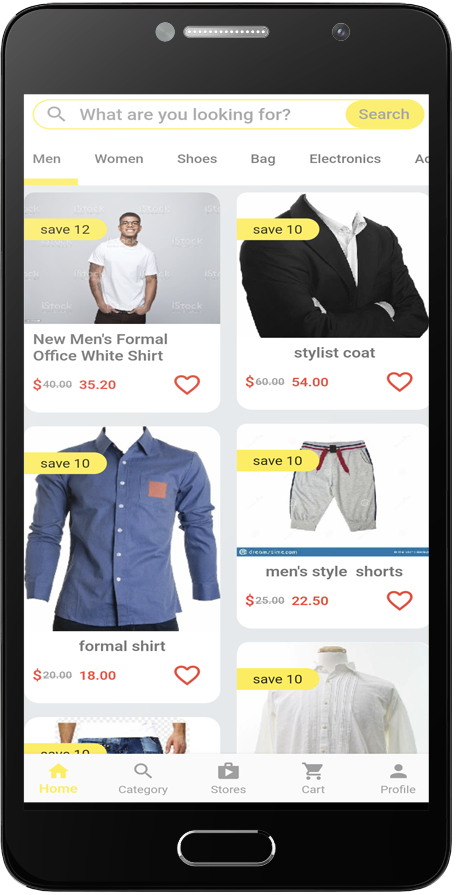 What are you looking for?
Search
Men
Women
Shoes
Bag
Electronics
Ac
save 12
iStock
iStock
iStock
iStock
New Men's Formal
Office White Shirt
$40.00 35.20
save 10
stylist coat
$60.00 54.00
save 10
formal shirt
$20.00 18.00
save 10
dreamstime.com
men's style  shorts
$25.00 22.50
save 10
save 10
Home
Category
Stores
Cart
Profile